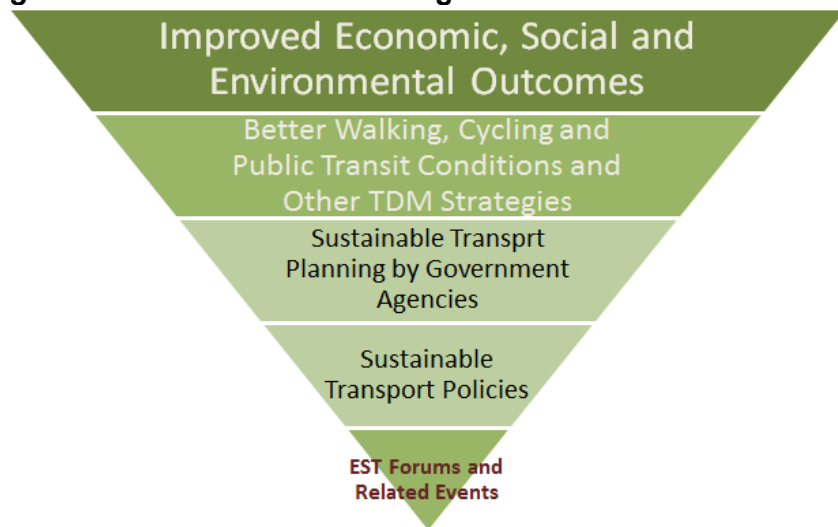 Improved Economic, Social and
Environmental Outcomes
Better Walking, Cycling and
Public Transit Conditions and
Other TDM Strategies
Sustainable Transprt
Planning by Government
Agencies
Sustainable
Transport Policies
EST Forums and
Related Events